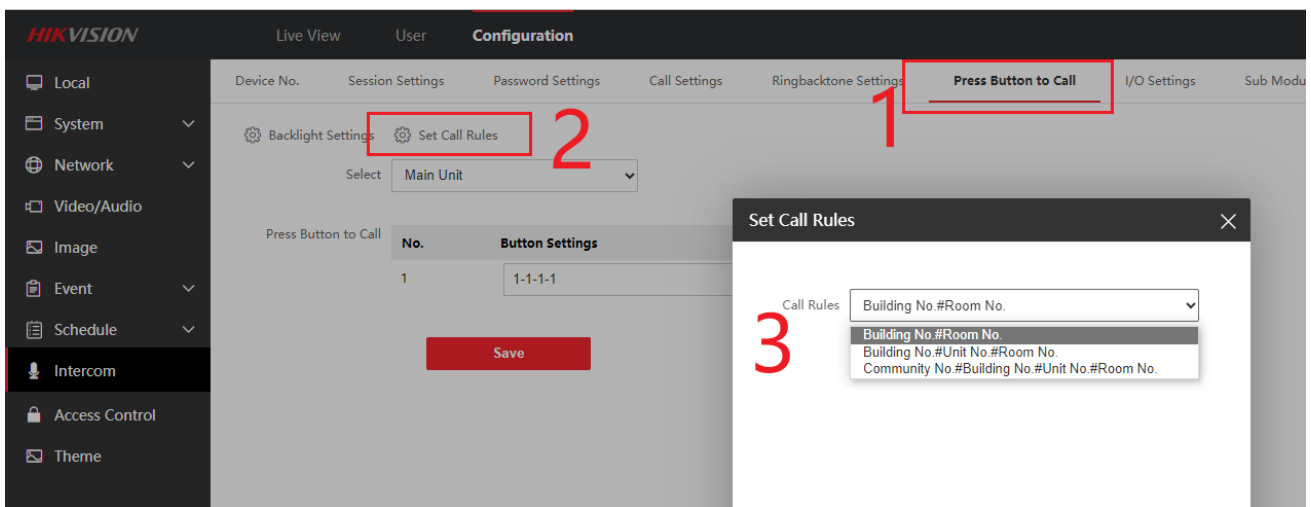 HIKVISION Live View User Configuration
Local
System
Network
Video/Audio
Image
Event
Schedule
Intercom
Access Control
Theme
Device No. Session Settings Password Settings Call Settings Ringbacktone Settings Press Button to Call I/O Settings Sub Modu
1
Backlight Settings Set Call Rules
2
Select Main Unit
Press Button to Call No. Button Settings
1 1-1-1-1
Save
Set Call Rules
Call Rules Building No.#Room No.
3
Building No.#Room No.
Building No.#Unit No.#Room No.
Community No.#Building No.#Unit No.#Room No.